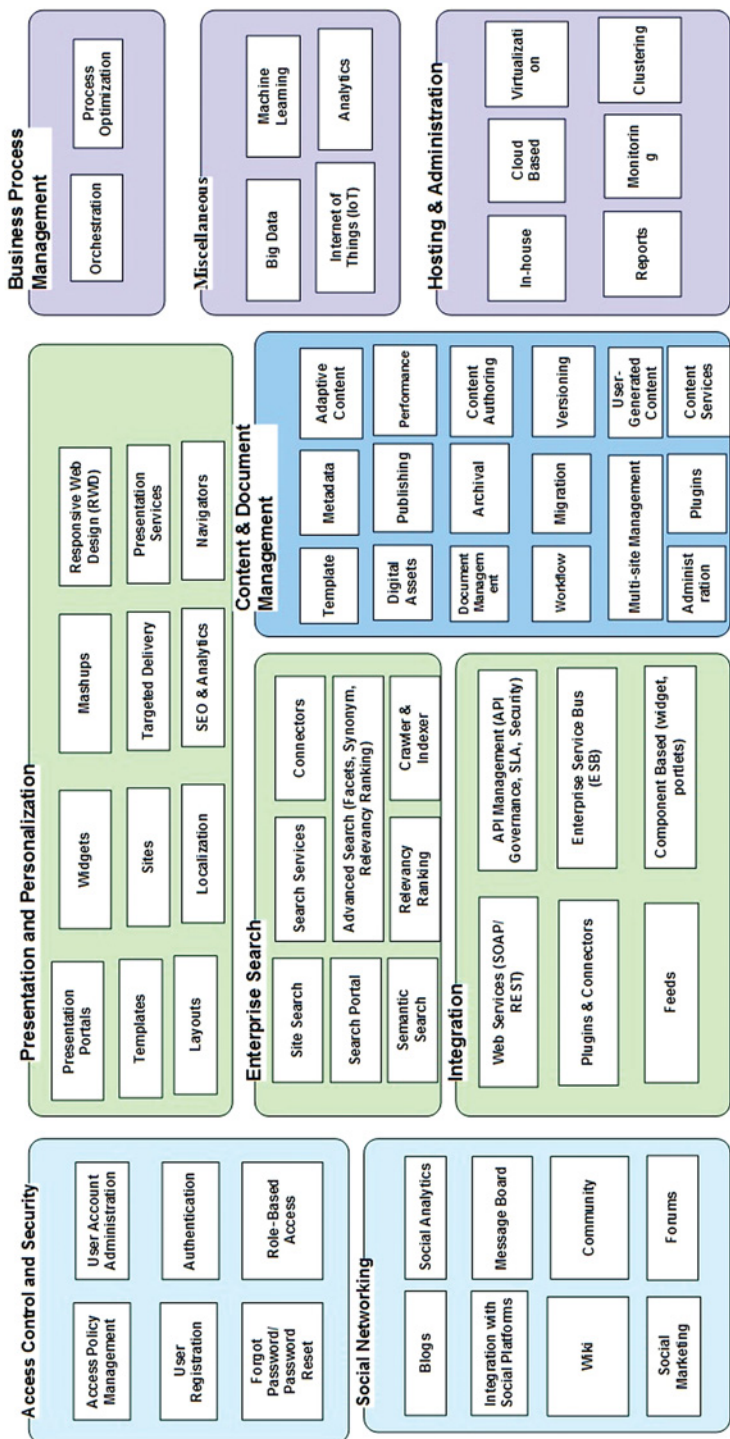 Access Control and Security
Access Policy
Management
User Account
Administration
User
Registration
Authentication
Forgot
Password/
Password
Reset
Role-Based
Access
Social Networking
Blogs
Social Analytics
Integration with
Social Platforms
Message Board
Wiki
Community
Social
Marketing
Forums
Presentation and Personalization
Presentation
Portals
Widgets
Mashups
Responsive Web
Design (RWD)
Templates
Sites
Targeted Delivery
Presentation
Services
Layouts
Localization
SEO & Analytics
Navigators
Enterprise Search
Site Search
Search Services
Connectors
Search Portal
Advanced Search (Facets, Synonym,
Relevancy Ranking)
Semantic
Search
Relevancy
Ranking
Crawler &
Indexer
Integration
Web Services (SOAP/
REST)
API Management (API
Governance, SLA, Security)
Plugins & Connectors
Enterprise Service Bus
(ESB)
Feeds
Component Based (widget,
portlets)
Content & Document
Management
Template
Metadata
Adaptive
Content
Digital
Assets
Publishing
Performance
Document
Managem
ent
Archival
Content
Authoring
Workflow
Migration
Versioning
Multi-site Management
User-
Generated
Content
Administ
ration
Plugins
Content
Services
Business Process
Management
Orchestration
Process
Optimization
Miscellaneous
Big Data
Machine
Learning
Internet of
Things (IoT)
Analytics
Hosting & Administration
In-house
Cloud
Based
Virtualizati
on
Reports
Monitorin
g
Clustering